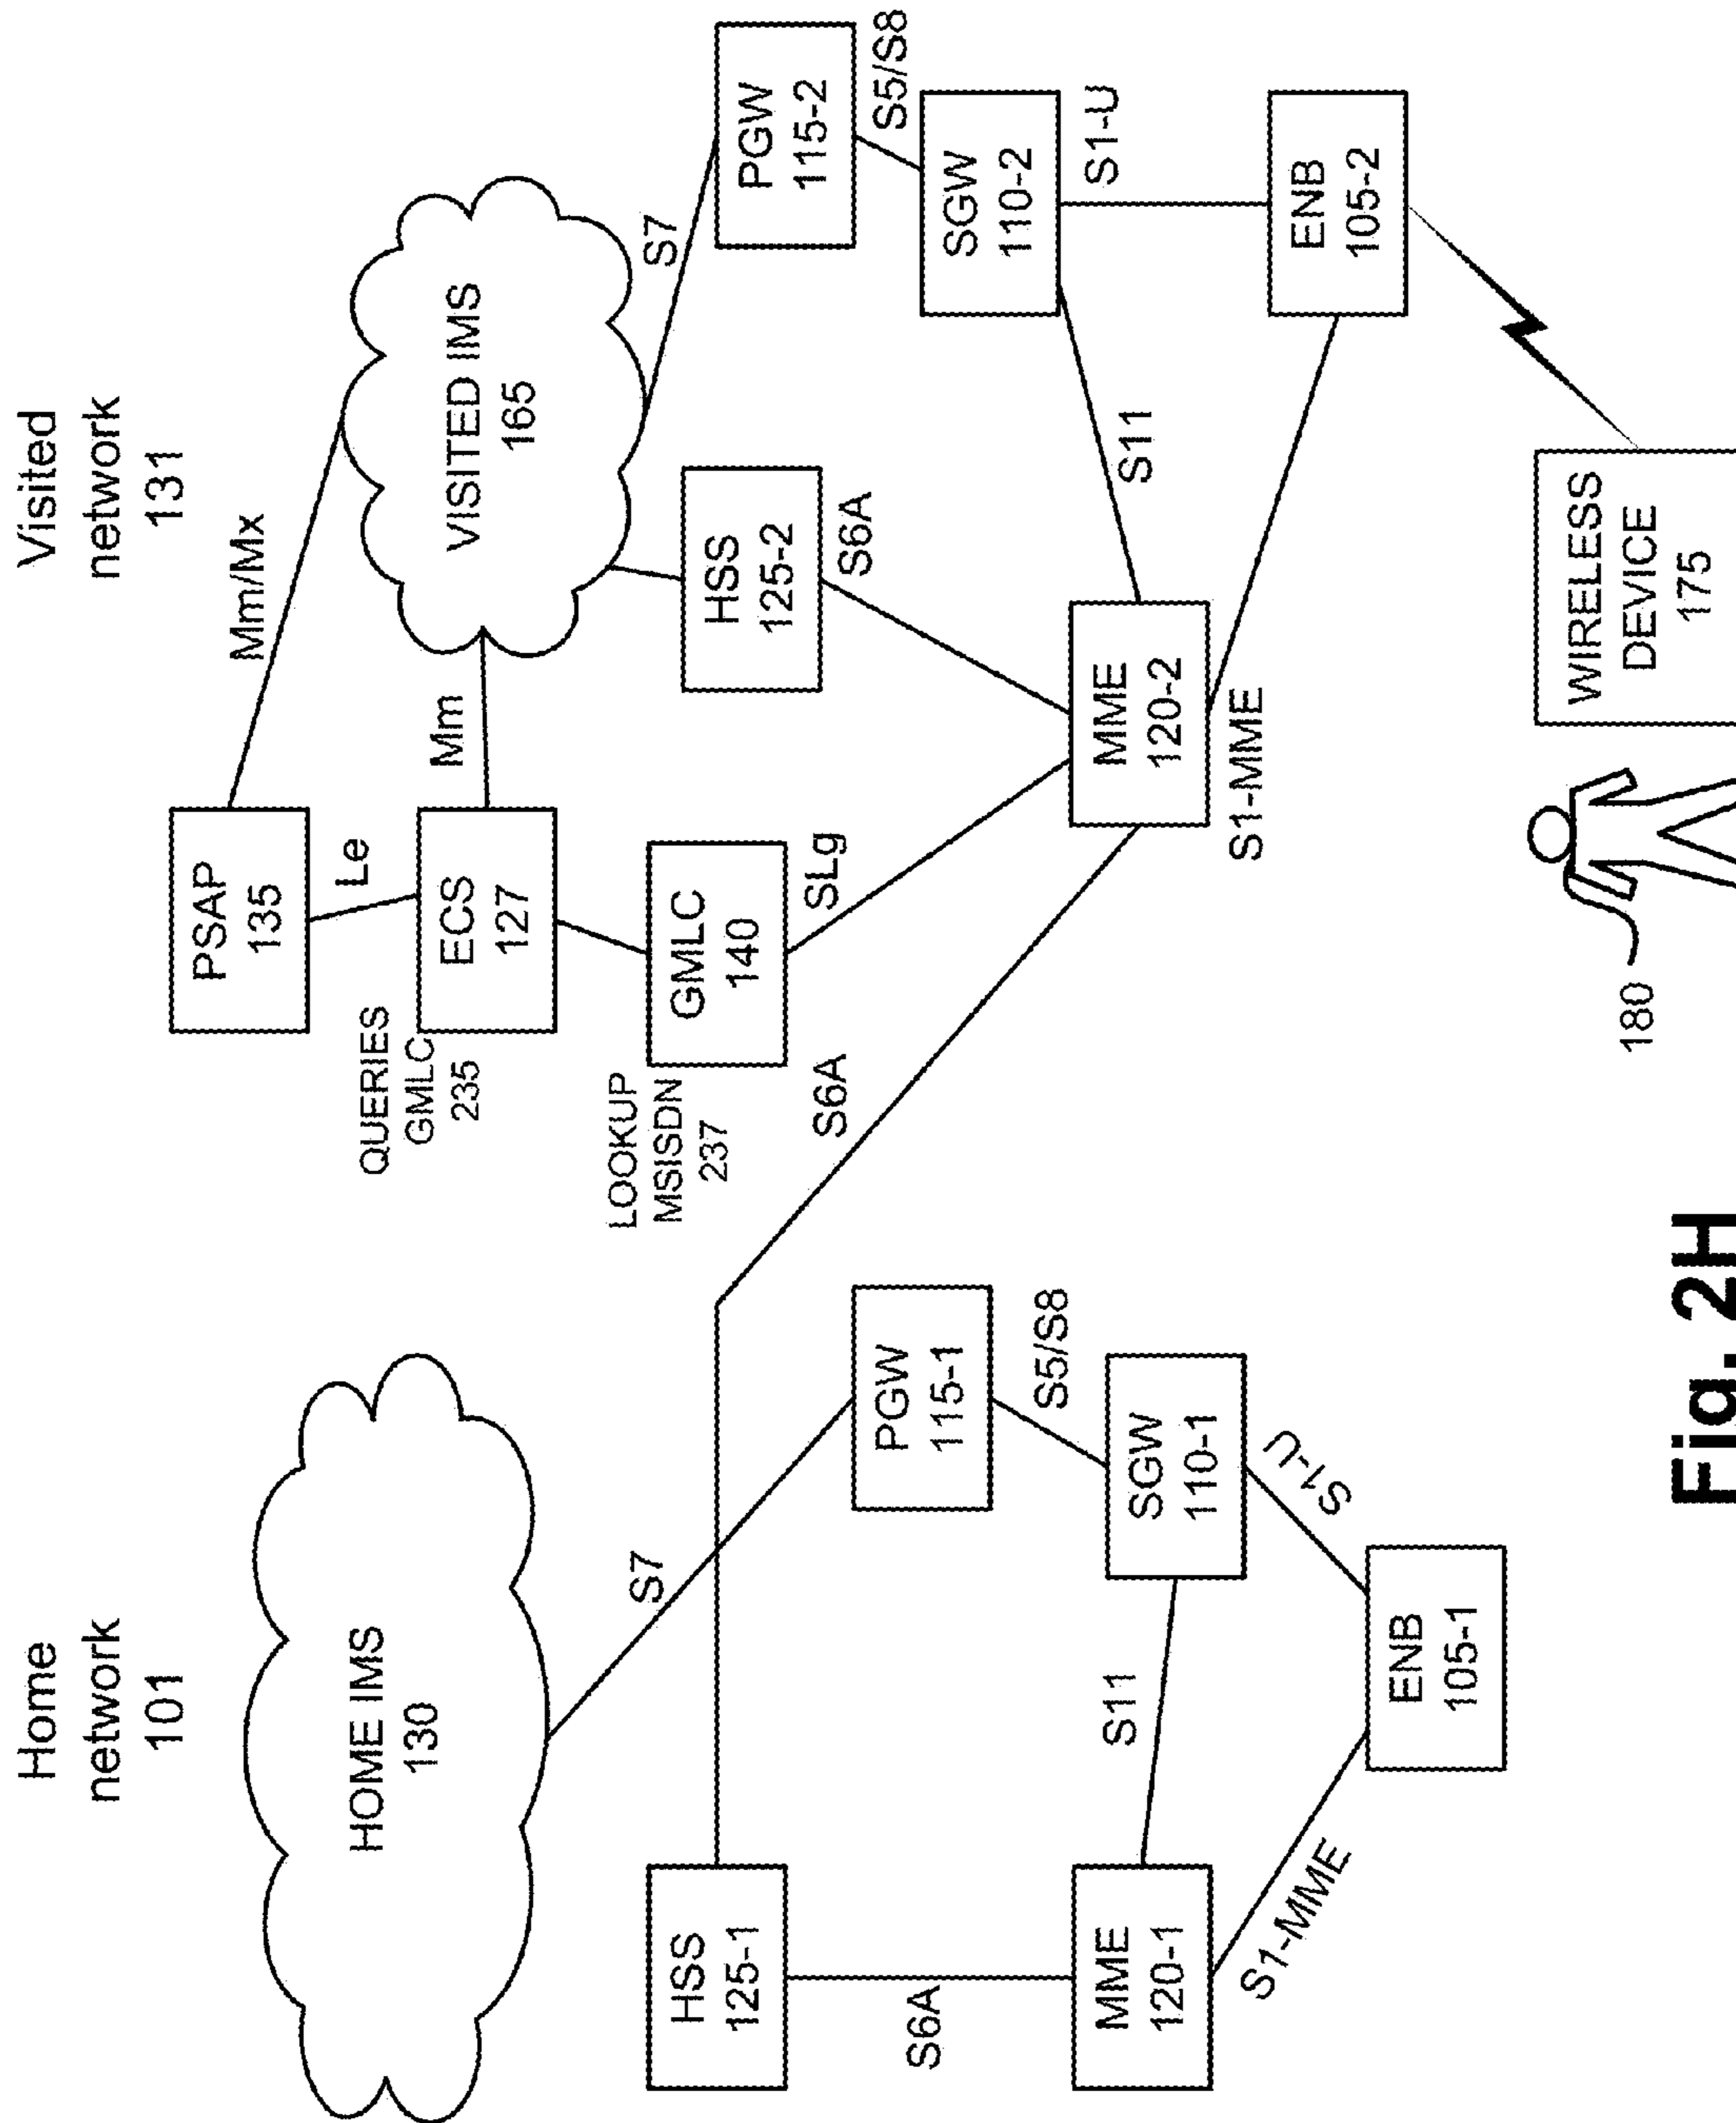 Home
network
101
HOME IMS
130
S7
HSS
125-1
S6A
MME
120-1
S11
S1-MME
PGW
115-1
S5/S8
SGW
110-1
S1-U
ENB
105-1
S6A
Visited
network
131
PSAP
135
Le
Mm/Mx
QUERIES
GMLC
235
ECS
127
Mm
LOOKUP
MSISDN
237
GMLC
140
SLg
VISITED IMS
165
HSS
125-2
S6A
S7
PGW
115-2
S5/S8
SGW
110-2
S1-U
S11
MME
120-2
S1-MME
ENB
105-2
WIRELESS
DEVICE
175
180
Fig. 2H